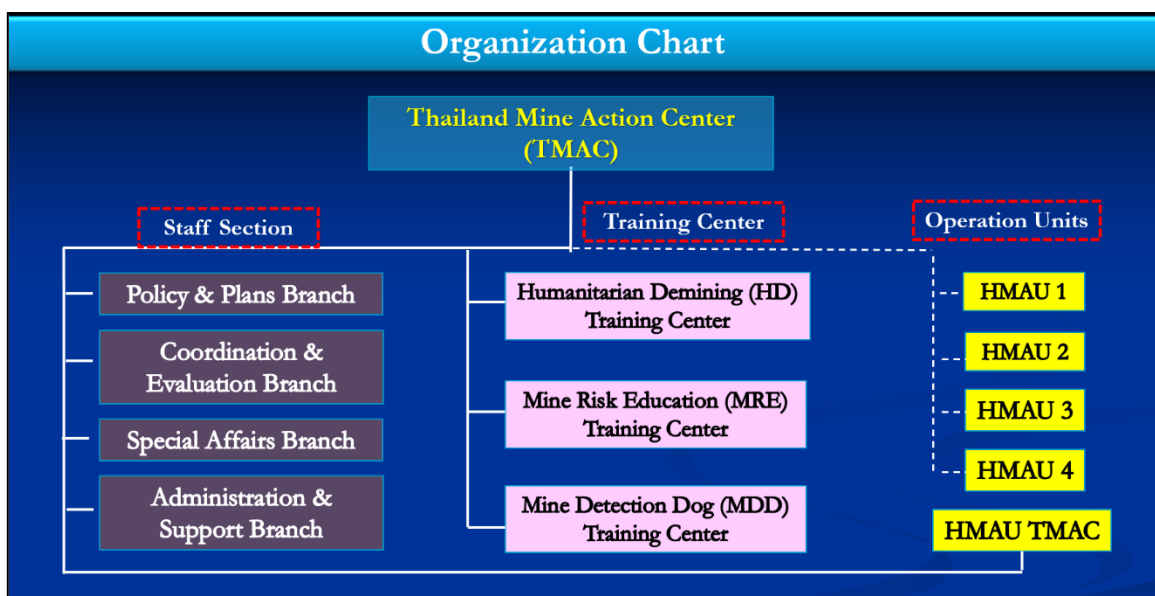 Organization Chart
Thailand Mine Action Center
(TMAC)
Staff Section
Policy & Plans Branch
Coordination &
Evaluation Branch
Special Affairs Branch
Administration &
Support Branch
Training Center
Humanitarian Demining (HD)
Training Center
Mine Risk Education (MRE)
Training Center
Mine Detection Dog (MDD)
Training Center
Operation Units
HMAU 1
HMAU 2
HMAU 3
HMAU 4
HMAU TMAC